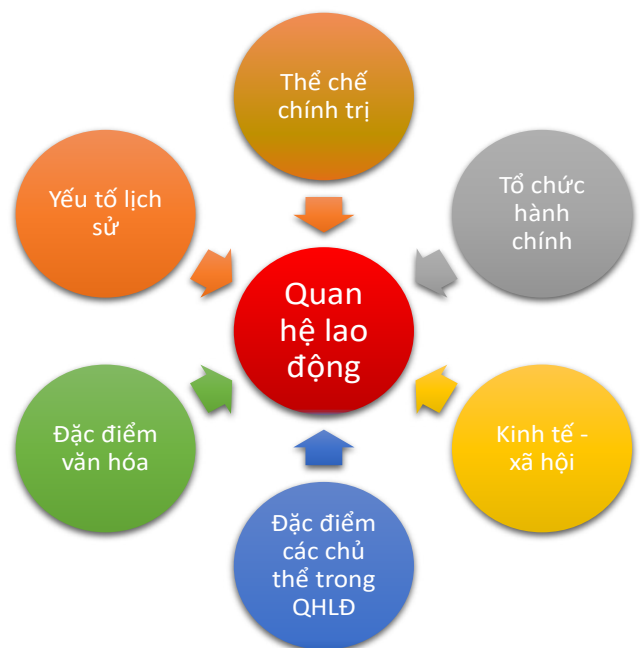 Thể chế
chính trị
Yếu tố lịch
sử
Tổ chức
hành
chính
Quan
hệ lao
động
Đặc điểm
văn hóa
Kinh tế -
xã hội
Đặc điểm
các chủ
thể trong
QHLĐ